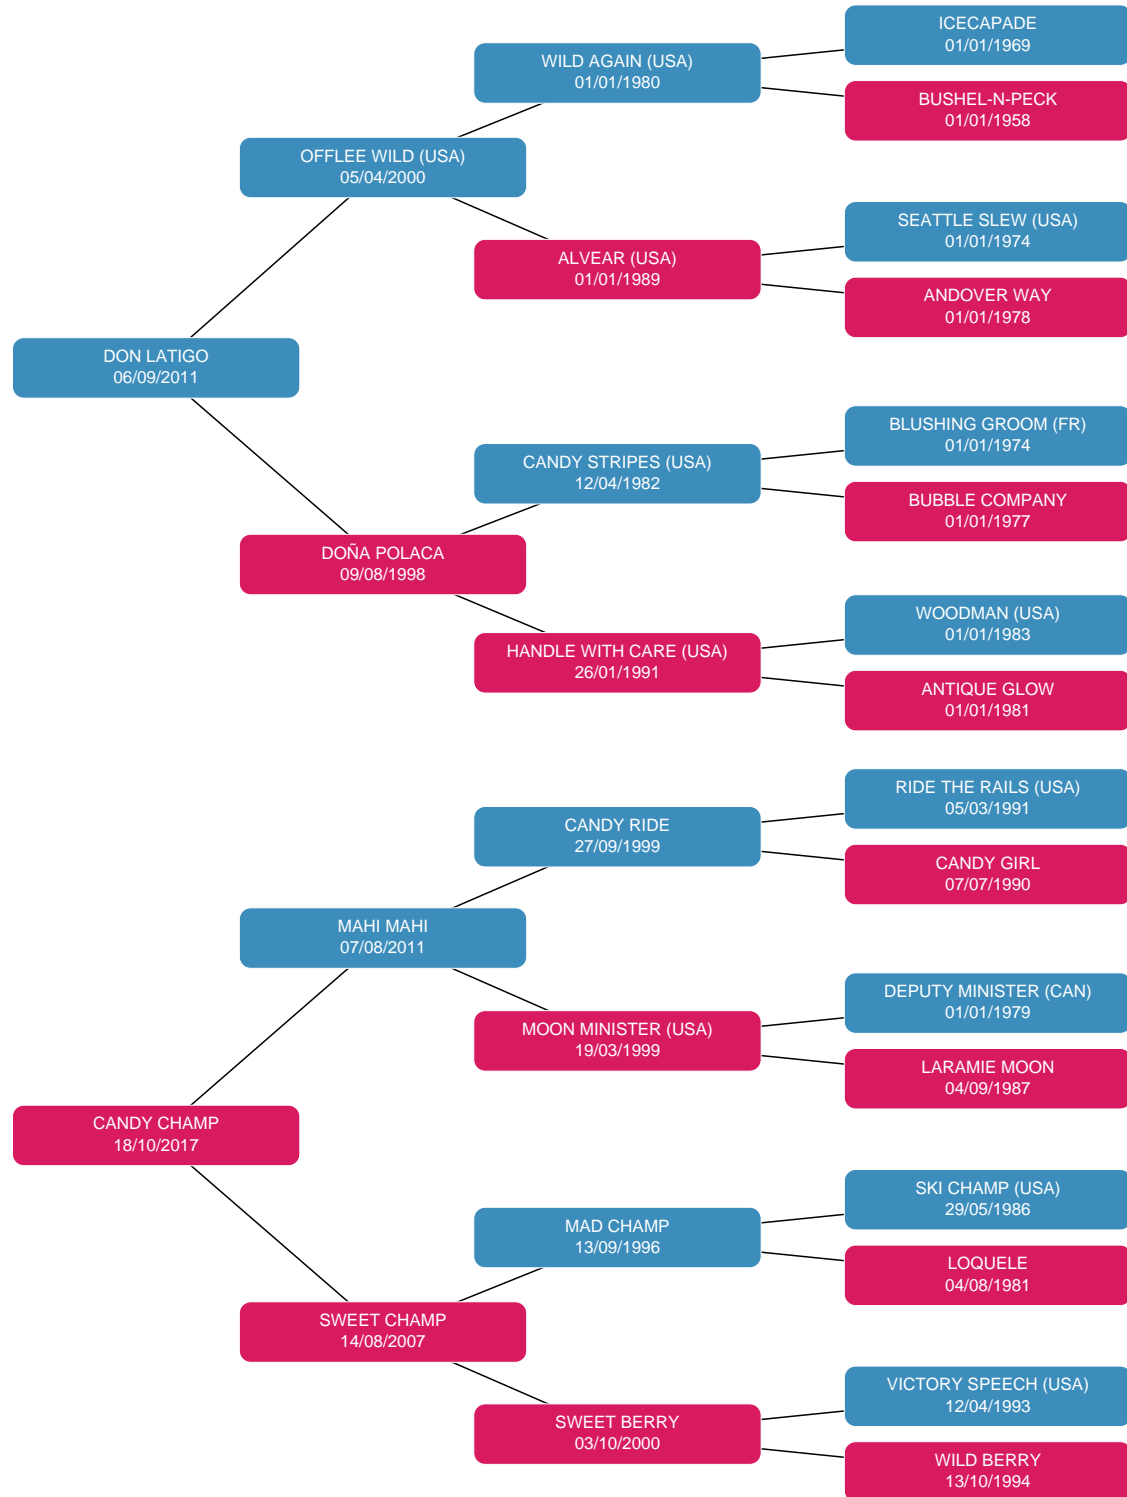 ICECAPADE
01/01/1969
WILD AGAIN (USA)
01/01/1980
BUSHEL-N-PECK
01/01/1958
OFFLEE WILD (USA)
05/04/2000
SEATTLE SLEW (USA)
01/01/1974
ALVEAR (USA)
01/01/1989
ANDOVER WAY
01/01/1978
DON LATIGO
06/09/2011
BLUSHING GROOM (FR)
01/01/1974
CANDY STRIPES (USA)
12/04/1982
BUBBLE COMPANY
01/01/1977
DOÑA POLACA
09/08/1998
WOODMAN (USA)
01/01/1983
HANDLE WITH CARE (USA)
26/01/1991
ANTIQUE GLOW
01/01/1981
RIDE THE RAILS (USA)
05/03/1991
CANDY RIDE
27/09/1999
CANDY GIRL
07/07/1990
MAHI MAHI
07/08/2011
DEPUTY MINISTER (CAN)
01/01/1979
MOON MINISTER (USA)
19/03/1999
LARAMIE MOON
04/09/1987
CANDY CHAMP
18/10/2017
SKI CHAMP (USA)
29/05/1986
MAD CHAMP
13/09/1996
LOQUELE
04/08/1981
SWEET CHAMP
14/08/2007
VICTORY SPEECH (USA)
12/04/1993
SWEET BERRY
03/10/2000
WILD BERRY
13/10/1994